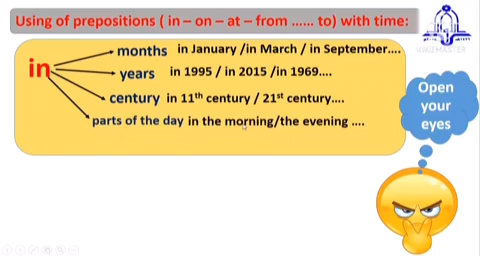 Using of prepositions ( in – on – at – from ...... to) with time:
in
months in January /in March / in September....
years in 1995 / in 2015 /in 1969....
century in 11th century / 21st century....
parts of the day in the morning/the evening ....
Open
your
eyes
KINEMASTER